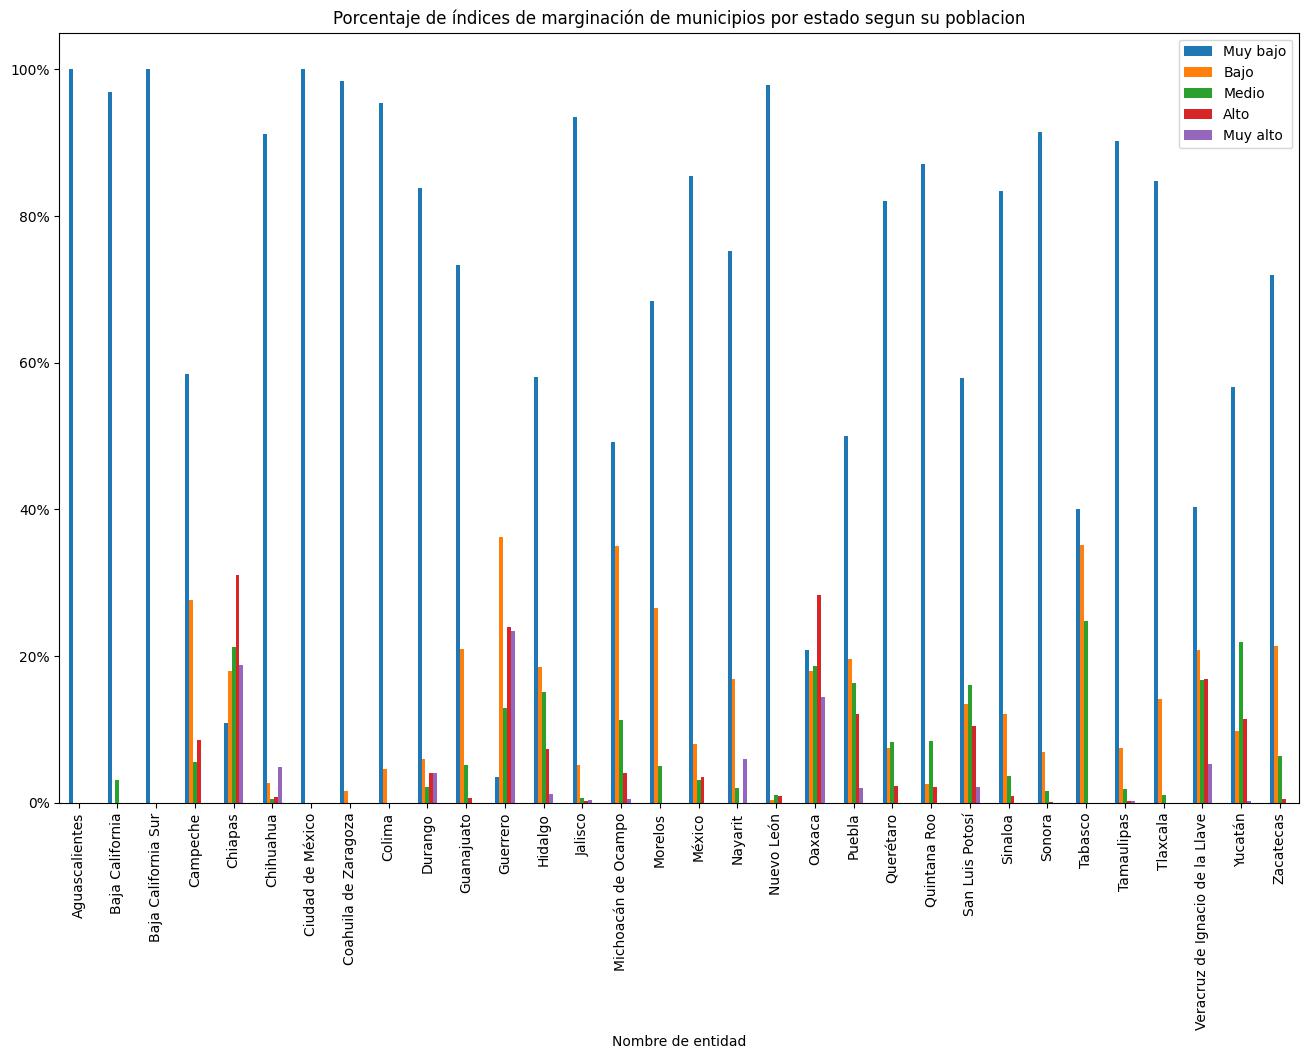 Porcentaje de índices de marginación de municipios por estado segun su poblacion
Muy bajo
Bajo
Medio
Alto
Muy alto
100%
80%
60%
40%
20%
0%
Aguascalientes
Baja California
Baja California Sur
Campeche
Chiapas
Chihuahua
Ciudad de México
Coahuila de Zaragoza
Colima
Durango
Guanajuato
Guerrero
Hidalgo
Jalisco
Michoacán de Ocampo
Morelos
México
Nayarit
Nuevo León
Oaxaca
Puebla
Querétaro
Quintana Roo
San Luis Potosí
Sinaloa
Sonora
Tabasco
Tamaulipas
Tlaxcala
Veracruz de Ignacio de la Llave
Yucatán
Zacatecas
Nombre de entidad